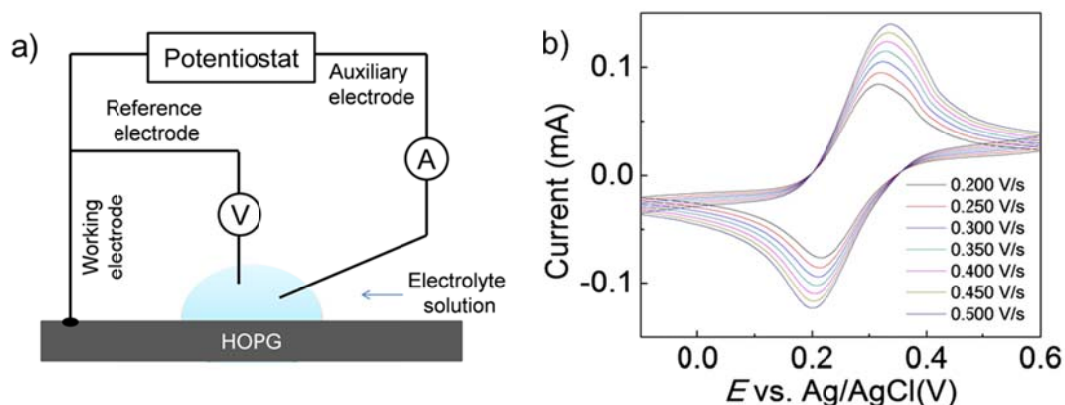 a)
Potentiostat
Auxiliary
electrode
Reference
electrode
A
V
Working
electrode
Electrolyte
solution
HOPG
b)
Current (mA)
0.1
0.0
-0.1
0.200 V/s
0.250 V/s
0.300 V/s
0.350 V/s
0.400 V/s
0.450 V/s
0.500 V/s
0.0 0.2 0.4 0.6
E vs. Ag/AgCl(V)